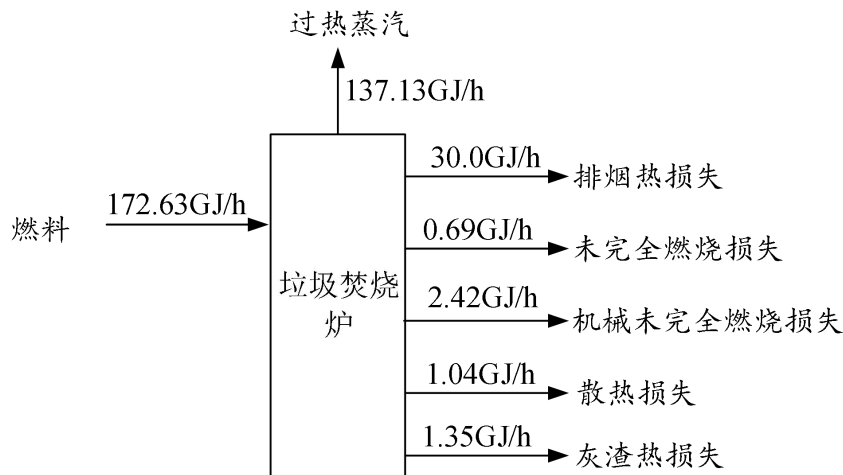 过热蒸汽
137.13GJ/h
30.0GJ/h
排烟热损失
172.63GJ/h
燃料
0.69GJ/h
未完全燃烧损失
垃圾焚烧
炉
2.42GJ/h
机械未完全燃烧损失
1.04GJ/h
散热损失
1.35GJ/h
灰渣热损失